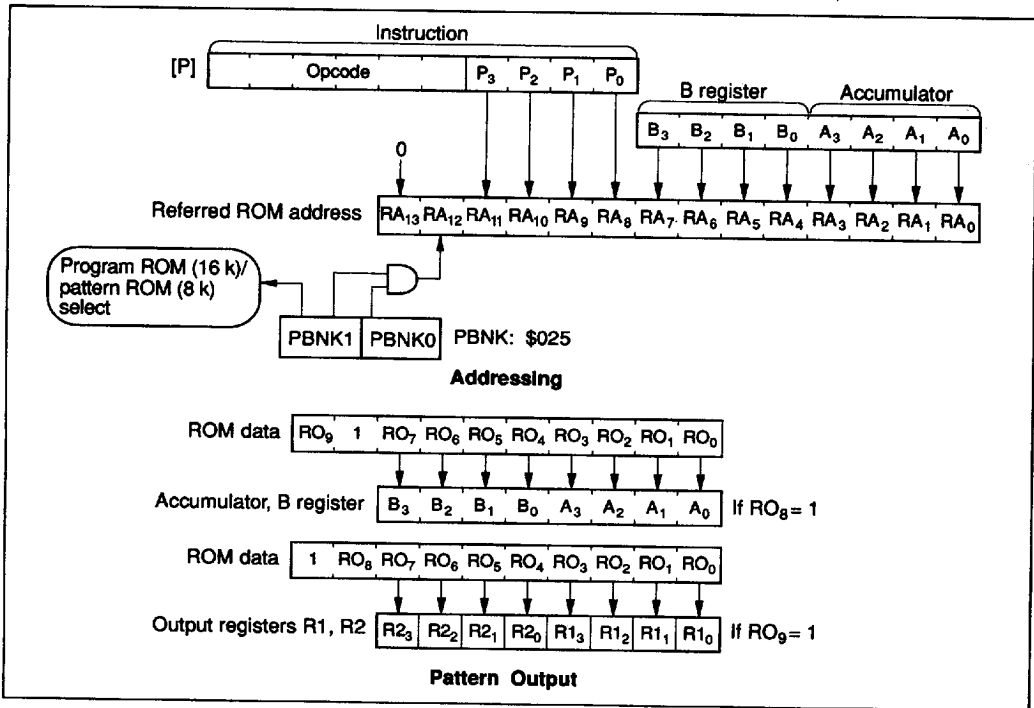 Instruction
[P] Opcode P₃ P₂ P₁ P₀
B register Accumulator
B₃ B₂ B₁ B₀ A₃ A₂ A₁ A₀
0
Referred ROM address RA₁₃ RA₁₂ RA₁₁ RA₁₀ RA₉ RA₈ RA₇ RA₆ RA₅ RA₄ RA₃ RA₂ RA₁ RA₀
Program ROM (16 k)/
pattern ROM (8 k)
select
PBNK1 PBNK0 PBNK: $025
Addressing
ROM data RO₉ 1 RO₇ RO₆ RO₅ RO₄ RO₃ RO₂ RO₁ RO₀
Accumulator, B register B₃ B₂ B₁ B₀ A₃ A₂ A₁ A₀ If RO₈ = 1
ROM data 1 RO₈ RO₇ RO₆ RO₅ RO₄ RO₃ RO₂ RO₁ RO₀
Output registers R1, R2 R2₃ R2₂ R2₁ R2₀ R1₃ R1₂ R1₁ R1₀ If RO₉ = 1
Pattern Output